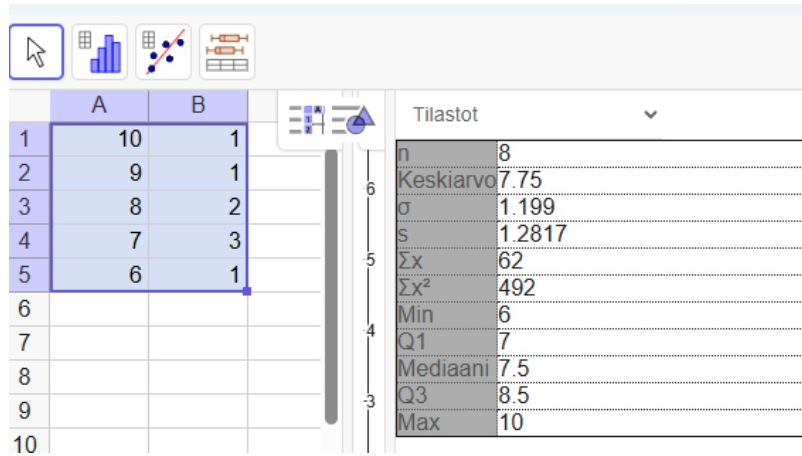 A B
1 10 1
2 9 1
3 8 2
4 7 3
5 6 1
6
7
8
9
10
-6
-5
-4
-3
Tilastot
n 8
Keskiarvo 7.75
σ 1.199
s 1.2817
Σx 62
Σx² 492
Min 6
Q1 7
Mediaani 7.5
Q3 8.5
Max 10